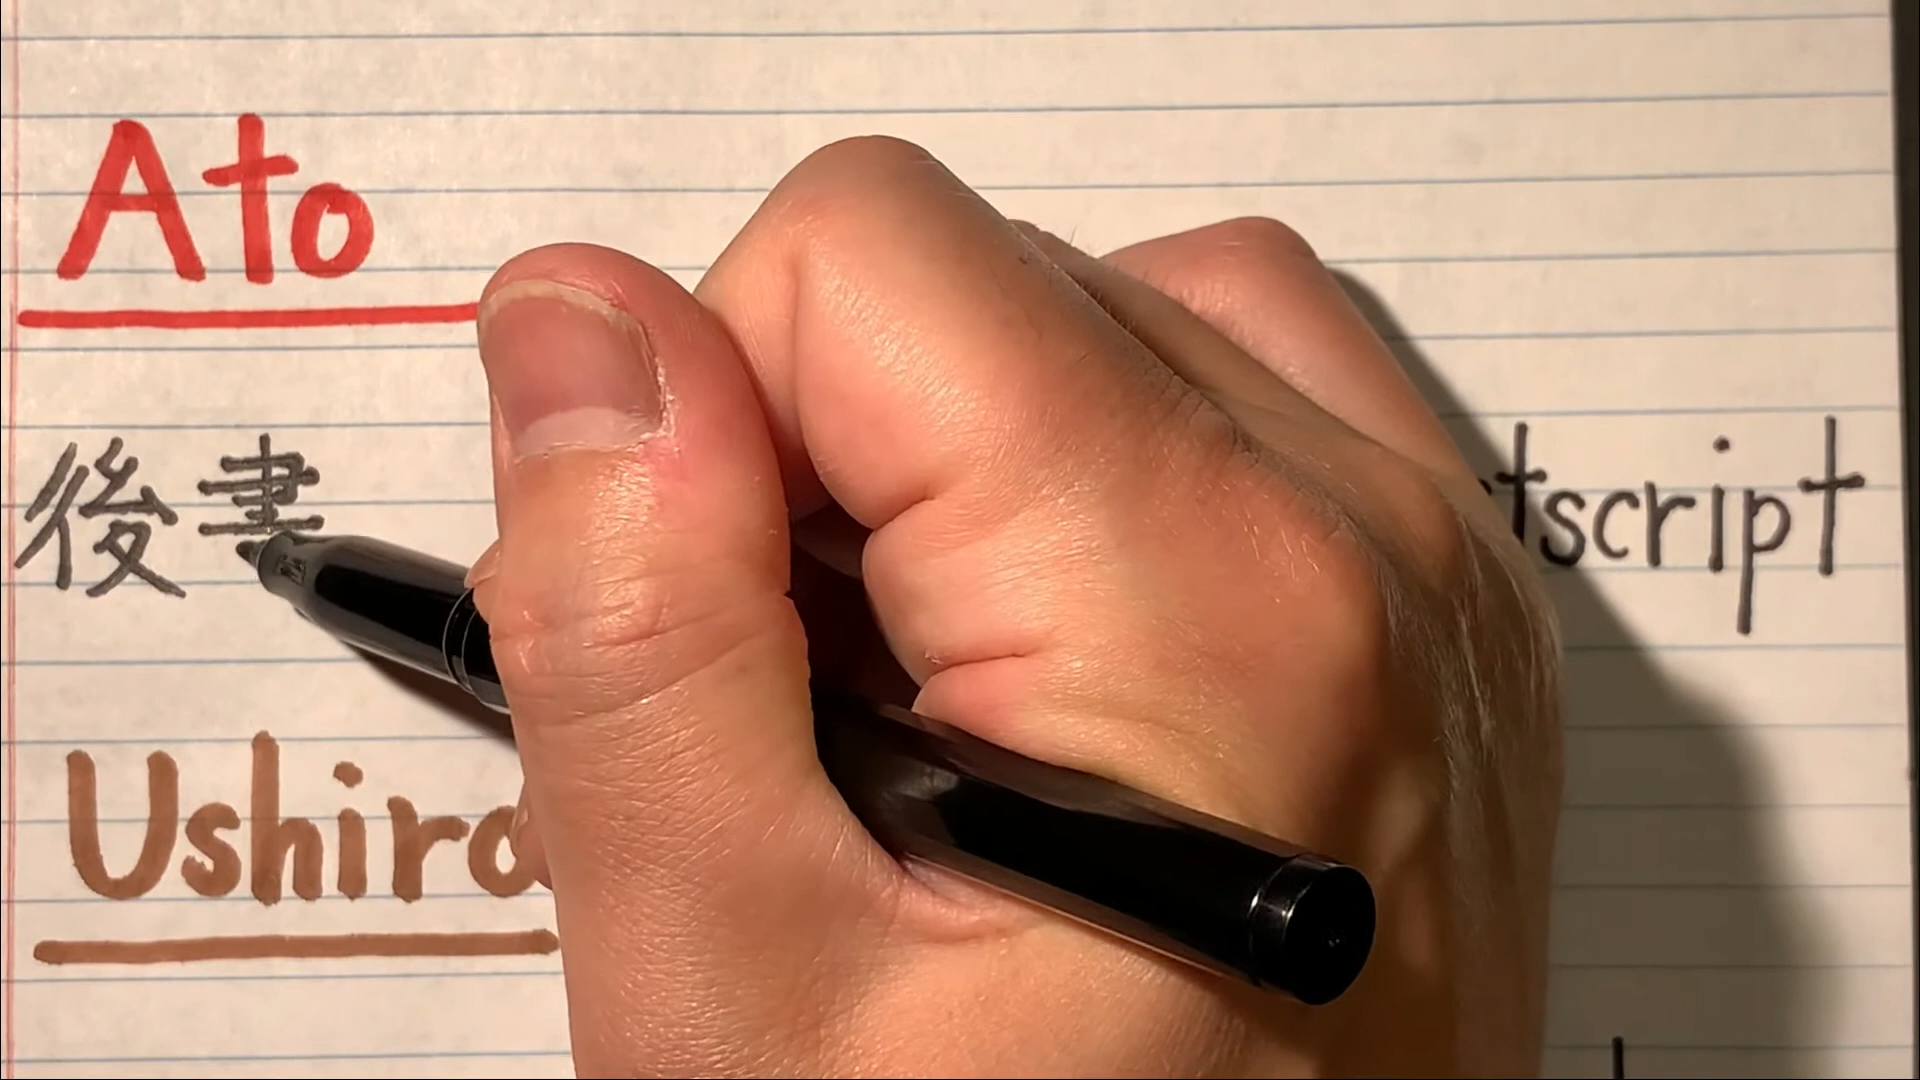 Ato
後書 tscript
Ushiro